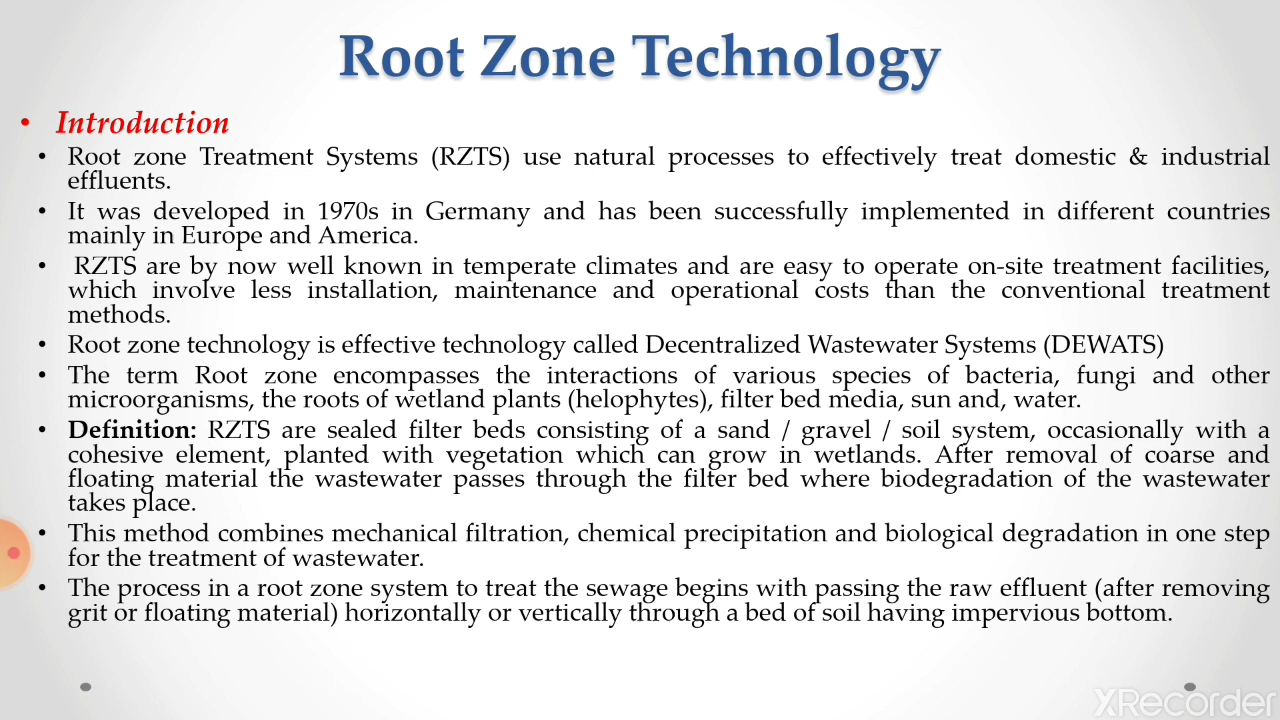 Root Zone Technology
• Introduction
• Root zone Treatment Systems (RZTS) use natural processes to effectively treat domestic & industrial
effluents.
• It was developed in 1970s in Germany and has been successfully implemented in different countries
mainly in Europe and America.
• RZTS are by now well known in temperate climates and are easy to operate on-site treatment facilities,
which involve less installation, maintenance and operational costs than the conventional treatment
methods.
• Root zone technology is effective technology called Decentralized Wastewater Systems (DEWATS)
• The term Root zone encompasses the interactions of various species of bacteria, fungi and other
microorganisms, the roots of wetland plants (helophytes), filter bed media, sun and, water.
• Definition: RZTS are sealed filter beds consisting of a sand / gravel / soil system, occasionally with a
cohesive element, planted with vegetation which can grow in wetlands. After removal of coarse and
floating material the wastewater passes through the filter bed where biodegradation of the wastewater
takes place.
• This method combines mechanical filtration, chemical precipitation and biological degradation in one step
for the treatment of wastewater.
• The process in a root zone system to treat the sewage begins with passing the raw effluent (after removing
grit or floating material) horizontally or vertically through a bed of soil having impervious bottom.
XRecorder